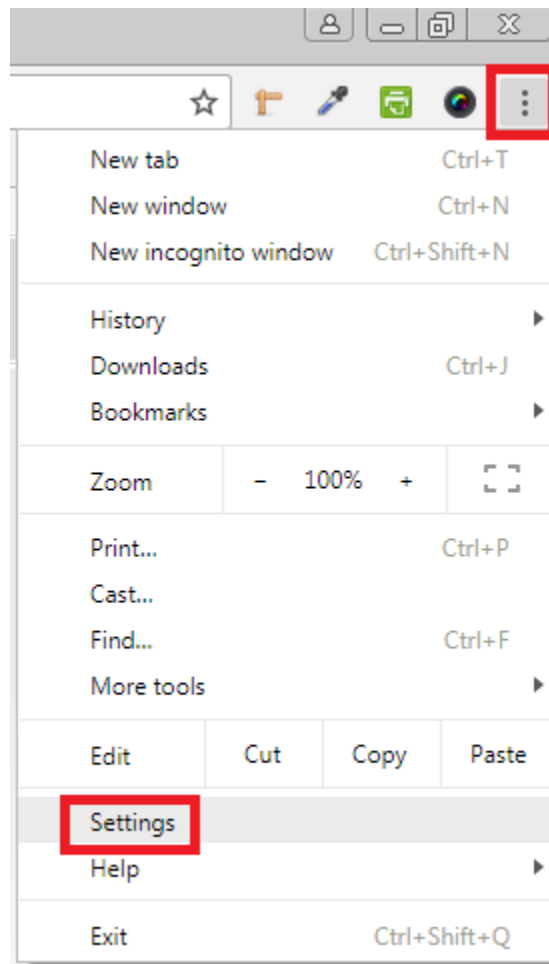 New tab Ctrl+T
New window Ctrl+N
New incognito window Ctrl+Shift+N
History
Downloads Ctrl+J
Bookmarks
Zoom - 100% +
Print... Ctrl+P
Cast...
Find... Ctrl+F
More tools
Edit Cut Copy Paste
Settings
Help
Exit Ctrl+Shift+Q